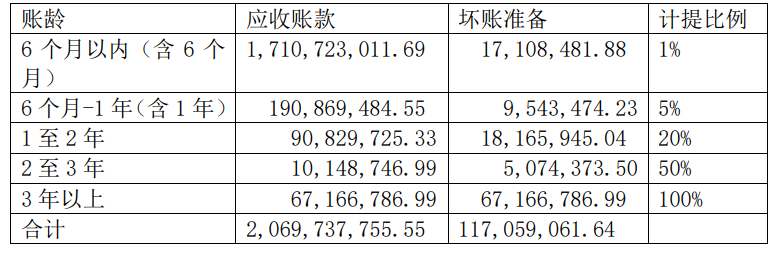 账龄 应收账款 坏账准备 计提比例
6 个月以内（含 6 个 1,710,723,011.69 17,108,481.88 1%
月）
6 个月-1 年（含 1 年） 190,869,484.55 9,543,474.23 5%
1 至 2 年 90,829,725.33 18,165,945.04 20%
2 至 3 年 10,148,746.99 5,074,373.50 50%
3 年以上 67,166,786.99 67,166,786.99 100%
合计 2,069,737,755.55 117,059,061.64